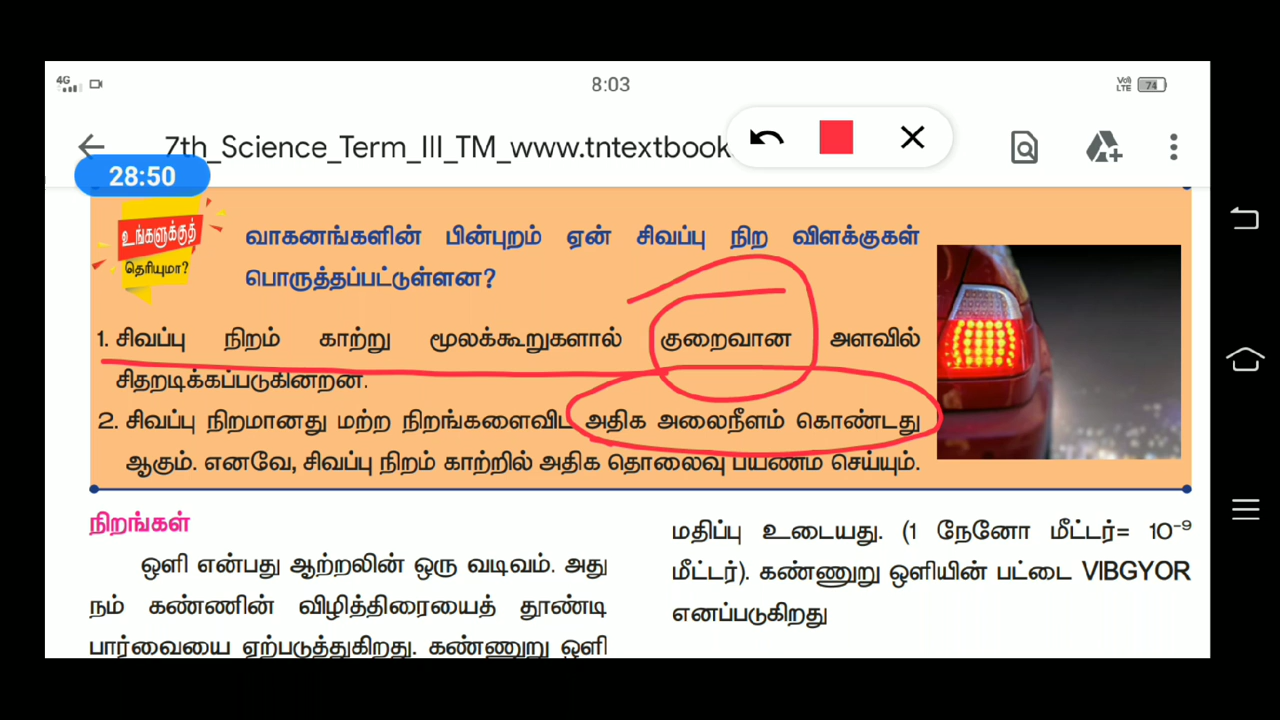 4G
8:03
Vo)) LTE
74
7th_Science_Term_III_TM_www.tntextbook
28:50
உங்களுக்குத்
தெரியுமா?
வாகனங்களின் பின்புறம் ஏன் சிவப்பு நிற விளக்குகள்
பொருத்தப்பட்டுள்ளன?
1. சிவப்பு நிறம் காற்று மூலக்கூறுகளால் குறைவான அளவில்
சிதறடிக்கப்படுகின்றன.
2. சிவப்பு நிறமானது மற்ற நிறங்களைவிட அதிக அலைநீளம் கொண்டது
ஆகும். எனவே, சிவப்பு நிறம் காற்றில் அதிக தொலைவு பயணம் செய்யும்.
நிறங்கள்
ஒளி என்பது ஆற்றலின் ஒரு வடிவம். அது
நம் கண்ணின் விழித்திரையைத் தூண்டி
பார்வையை ஏற்படுத்துகிறது. கண்ணுறு ஒளி
மதிப்பு உடையது. (1 நேனோ மீட்டர்= 10⁻⁹
மீட்டர்). கண்ணுறு ஒளியின் பட்டை VIBGYOR
எனப்படுகிறது